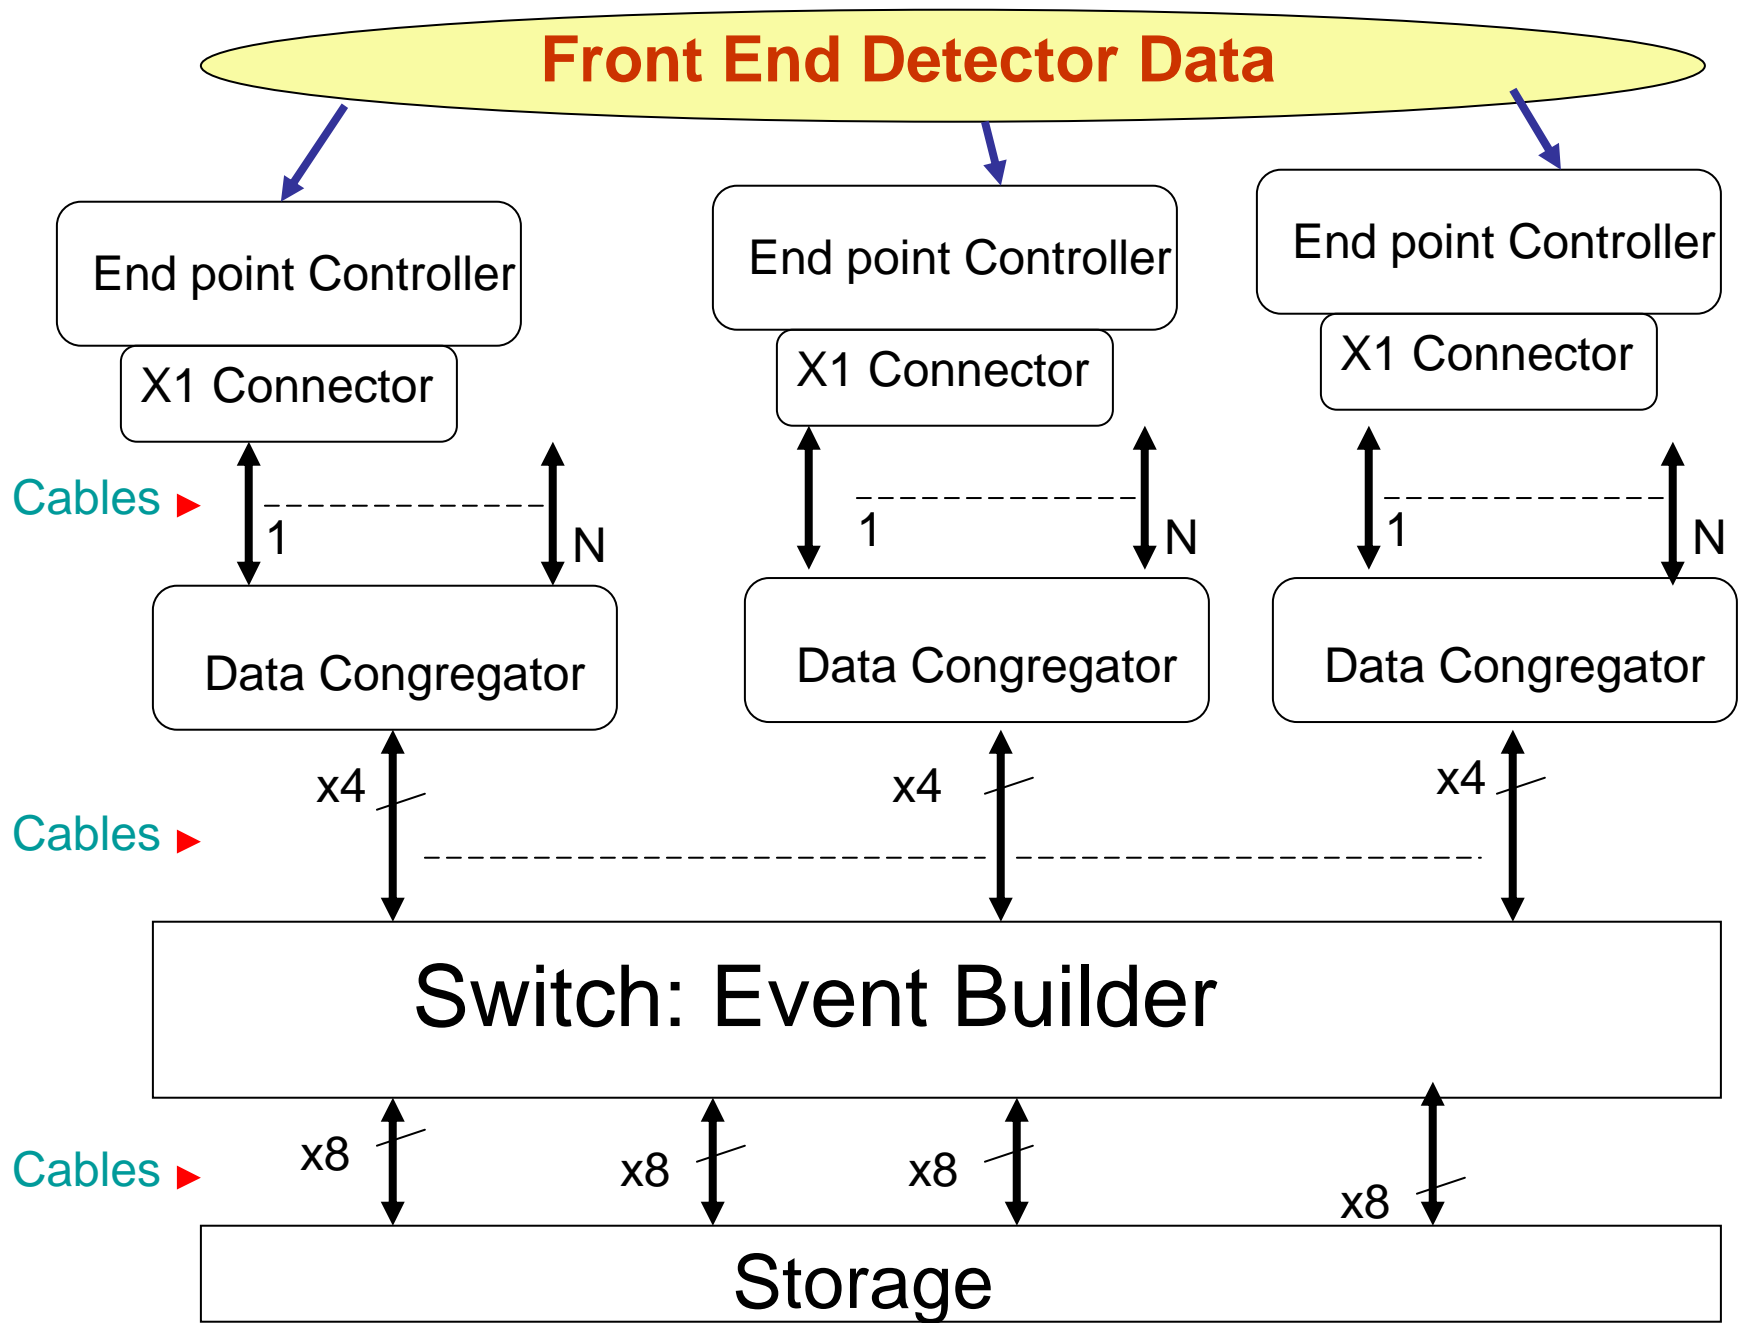 Front End Detector Data
End point Controller
End point Controller
End point Controller
X1 Connector
X1 Connector
X1 Connector
Cables
1
N
1
N
1
N
Data Congregator
Data Congregator
Data Congregator
x4
x4
x4
Cables
Switch: Event Builder
Cables
x8
x8
x8
x8
Storage